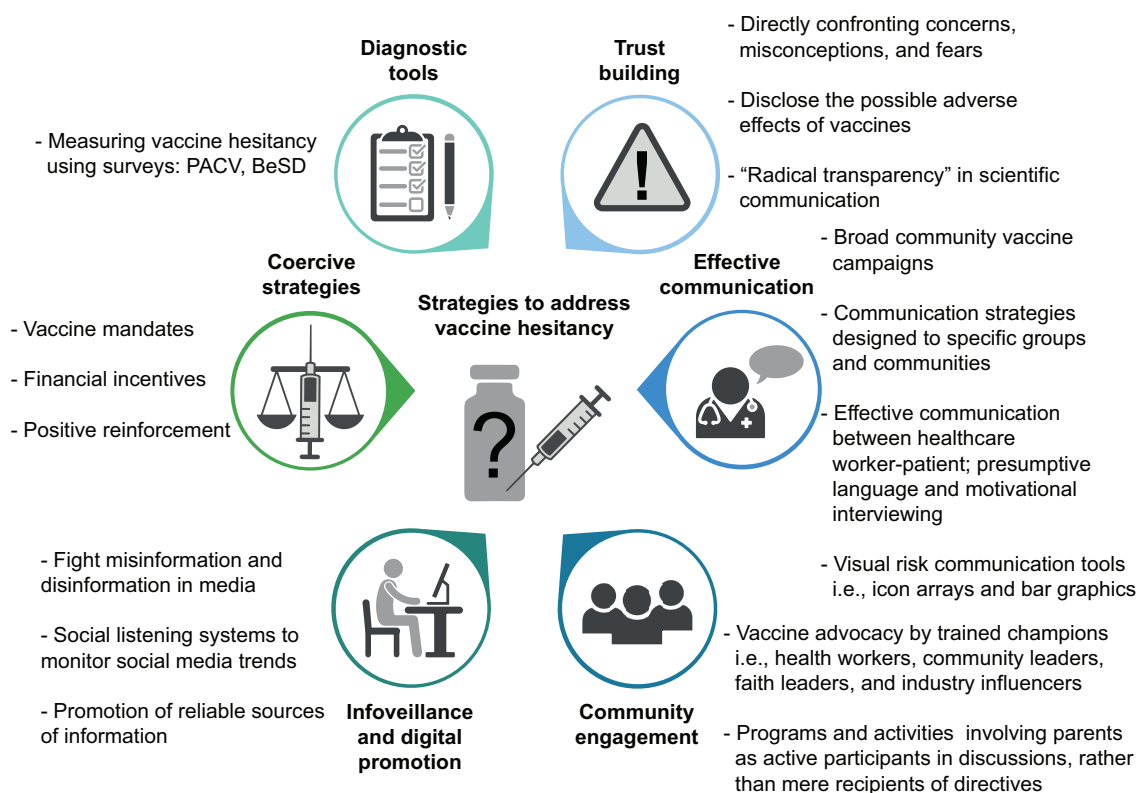 Diagnostic
tools
- Measuring vaccine hesitancy
using surveys: PACV, BeSD
Trust
building
- Directly confronting concerns,
misconceptions, and fears
- Disclose the possible adverse
effects of vaccines
- “Radical transparency” in scientific
communication
!
Coercive
strategies
- Vaccine mandates
- Financial incentives
- Positive reinforcement
Strategies to address
vaccine hesitancy
?
Effective
communication
- Broad community vaccine
campaigns
- Communication strategies
designed to specific groups
and communities
- Effective communication
between healthcare
worker-patient; presumptive
language and motivational
interviewing
- Visual risk communication tools
i.e., icon arrays and bar graphics
Infoveillance
and digital
promotion
- Fight misinformation and
disinformation in media
- Social listening systems to
monitor social media trends
- Promotion of reliable sources
of information
Community
engagement
- Vaccine advocacy by trained champions
i.e., health workers, community leaders,
faith leaders, and industry influencers
- Programs and activities involving parents
as active participants in discussions, rather
than mere recipients of directives